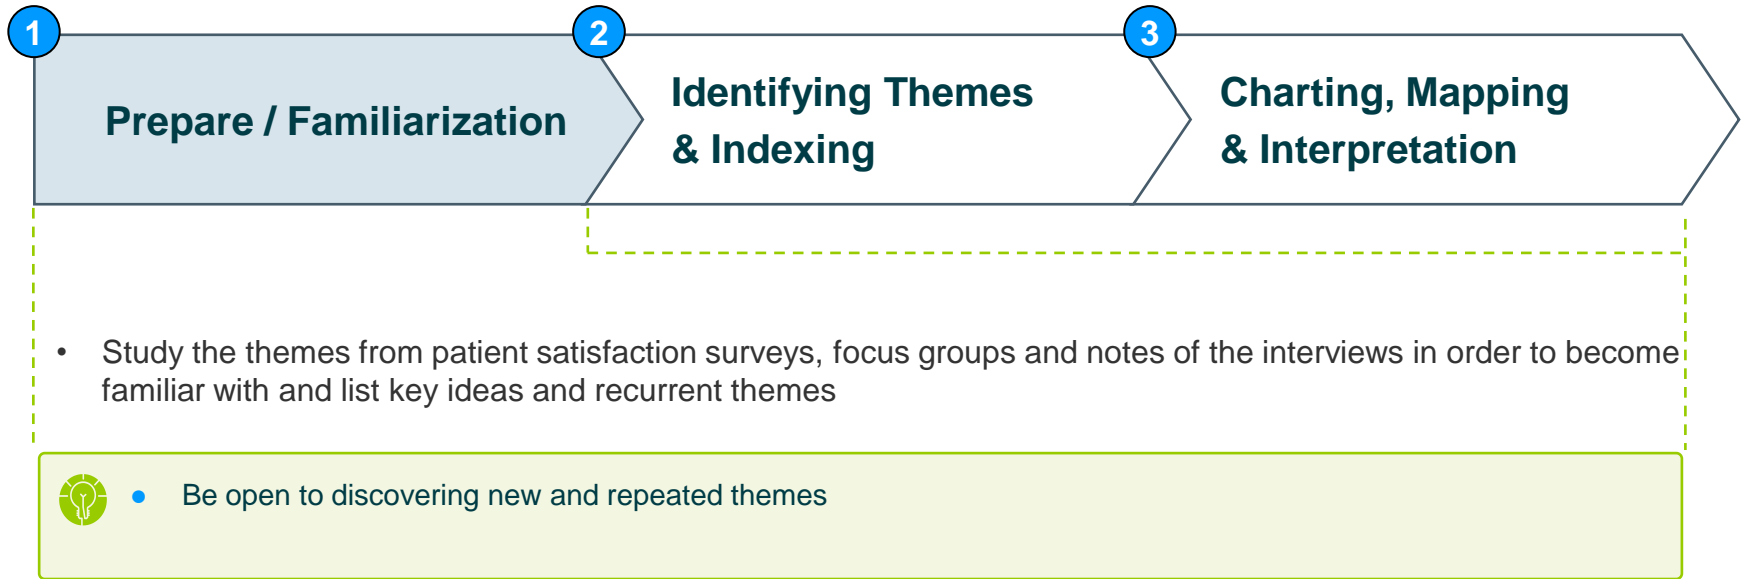 1
Prepare / Familiarization
2
Identifying Themes
& Indexing
3
Charting, Mapping
& Interpretation
• Study the themes from patient satisfaction surveys, focus groups and notes of the interviews in order to become
familiar with and list key ideas and recurrent themes
• Be open to discovering new and repeated themes